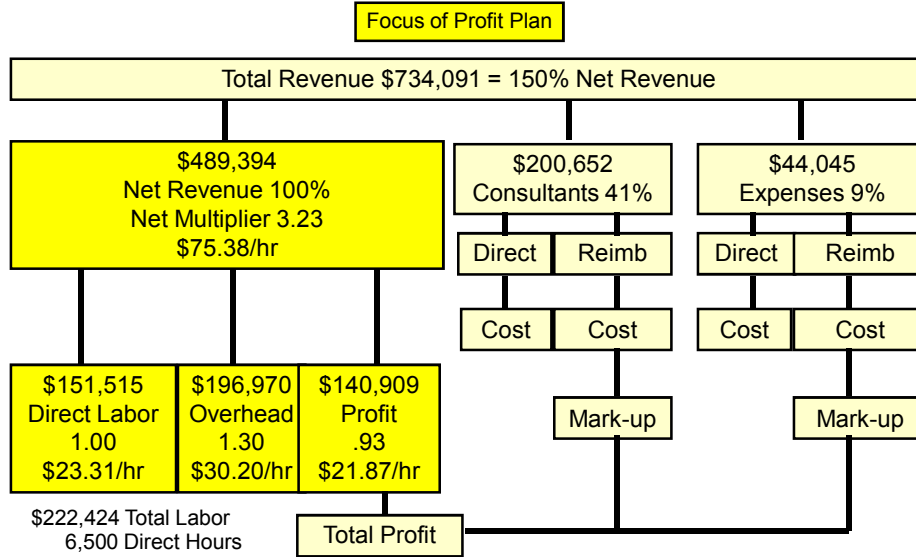 Focus of Profit Plan
Total Revenue $734,091 = 150% Net Revenue
$489,394
Net Revenue 100%
Net Multiplier 3.23
$75.38/hr
$200,652
Consultants 41%
$44,045
Expenses 9%
Direct
Reimb
Direct
Reimb
Cost
Cost
Cost
Cost
$151,515
Direct Labor
1.00
$23.31/hr
$196,970
Overhead
1.30
$30.20/hr
$140,909
Profit
.93
$21.87/hr
Mark-up
Mark-up
$222,424 Total Labor
6,500 Direct Hours
Total Profit